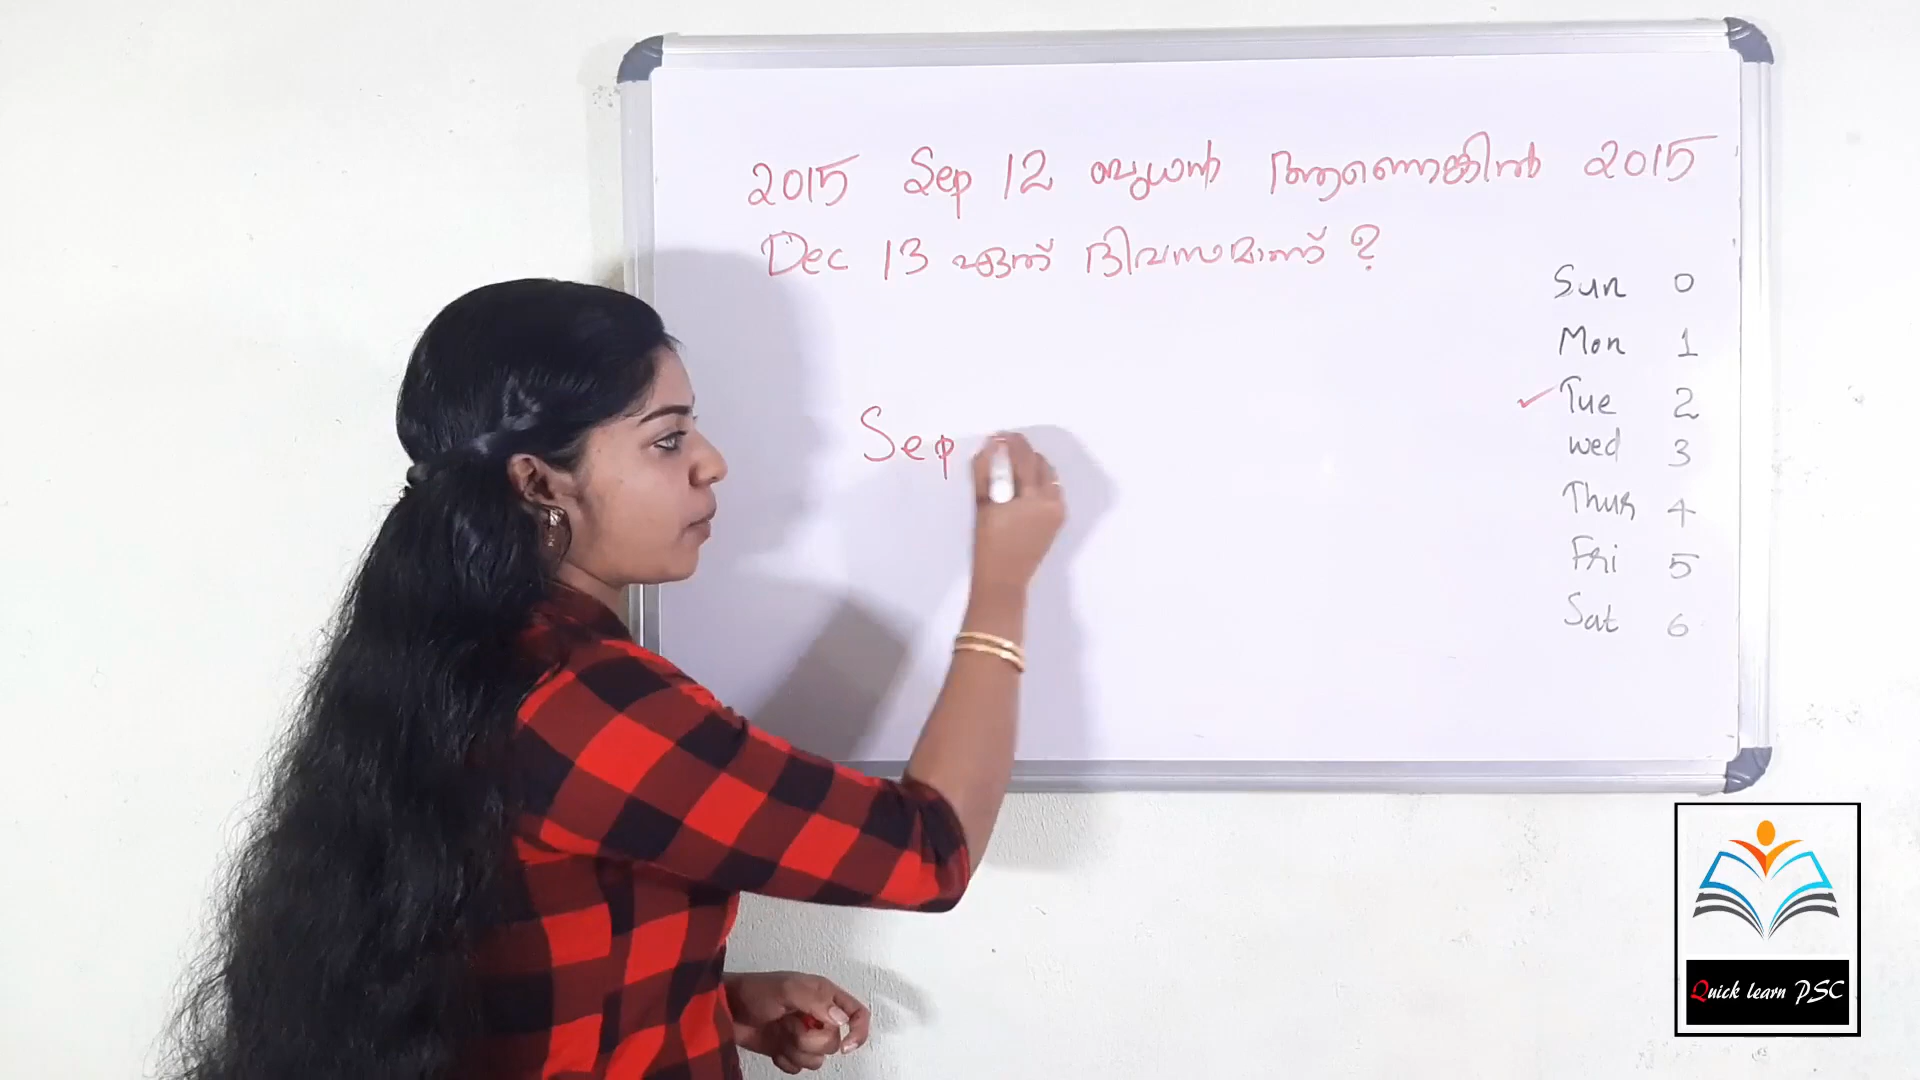 2015 Sep 12 ബുധൻ ആണെങ്കിൽ 2015
Dec 13 ഏത് ദിവസമാണ് ?
Sun 0
Mon 1
✓ Tue 2
Wed 3
Thur 4
Fri 5
Sat 6
Sep
Quick learn PSC